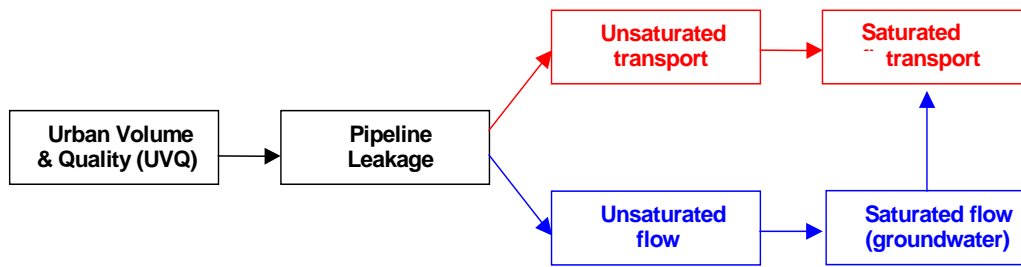 Urban Volume
& Quality (UVQ)
Pipeline
Leakage
Unsaturated
transport
Saturated
transport
Unsaturated
flow
Saturated flow
(groundwater)